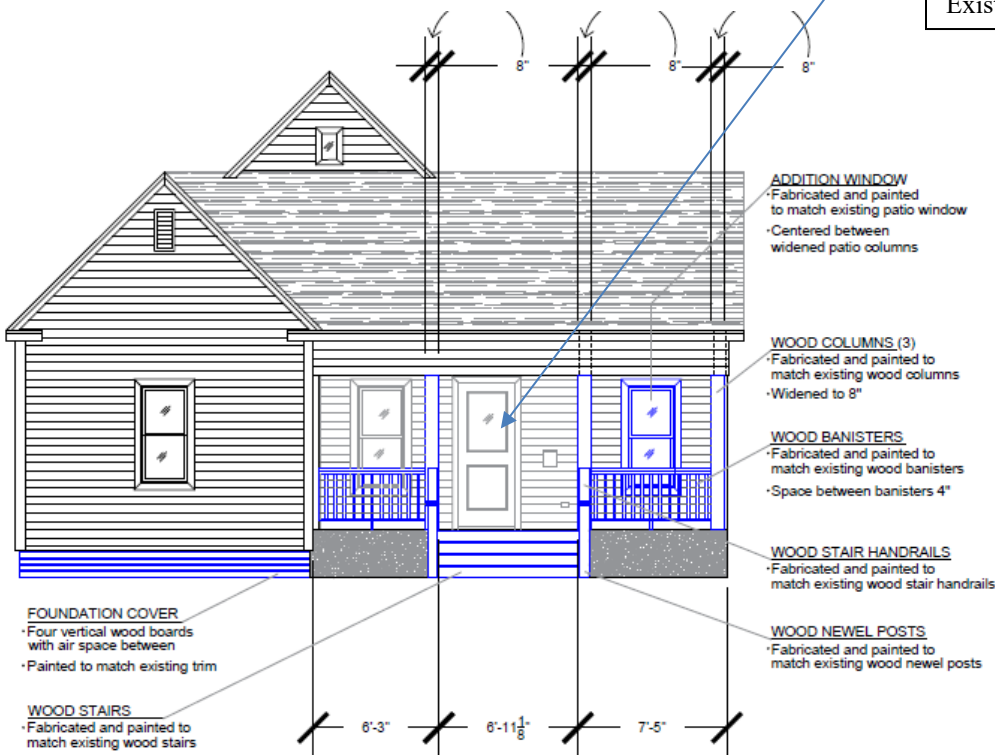 Exist
8"
8"
8"
ADDITION WINDOW
·Fabricated and painted
to match existing patio window
·Centered between
widened patio columns
WOOD COLUMNS (3)
·Fabricated and painted to
match existing wood columns
·Widened to 8"
WOOD BANISTERS
·Fabricated and painted to
match existing wood banisters
·Space between banisters 4"
WOOD STAIR HANDRAILS
·Fabricated and painted to
match existing wood stair handrails
WOOD NEWEL POSTS
·Fabricated and painted to
match existing wood newel posts
FOUNDATION COVER
·Four vertical wood boards
with air space between
·Painted to match existing trim
WOOD STAIRS
·Fabricated and painted to
match existing wood stairs
6'-3"
6'-11 1/8"
7'-5"